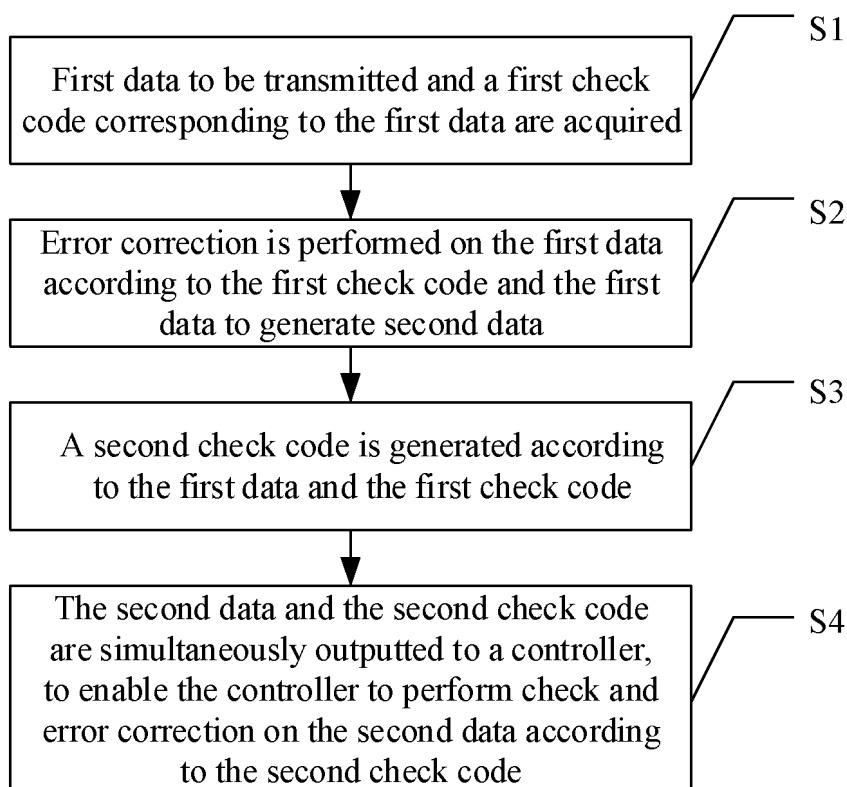 S1
First data to be transmitted and a first check
code corresponding to the first data are acquired
S2
Error correction is performed on the first data
according to the first check code and the first
data to generate second data
S3
A second check code is generated according
to the first data and the first check code
S4
The second data and the second check code
are simultaneously outputted to a controller,
to enable the controller to perform check and
error correction on the second data according
to the second check code